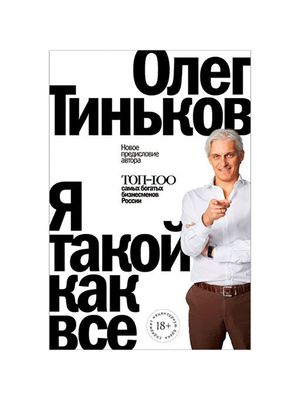 Олег
Тиньков
Новое
предисловие
автора
ТОП-100
самых богатых
бизнесменов
России
Я
такой
как
все
18+